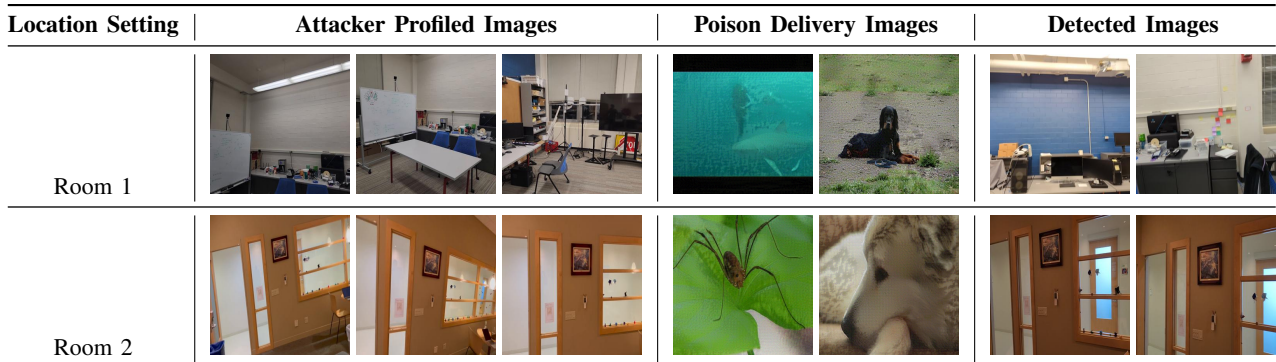 Location Setting Attacker Profiled Images Poison Delivery Images Detected Images
Room 1
Room 2